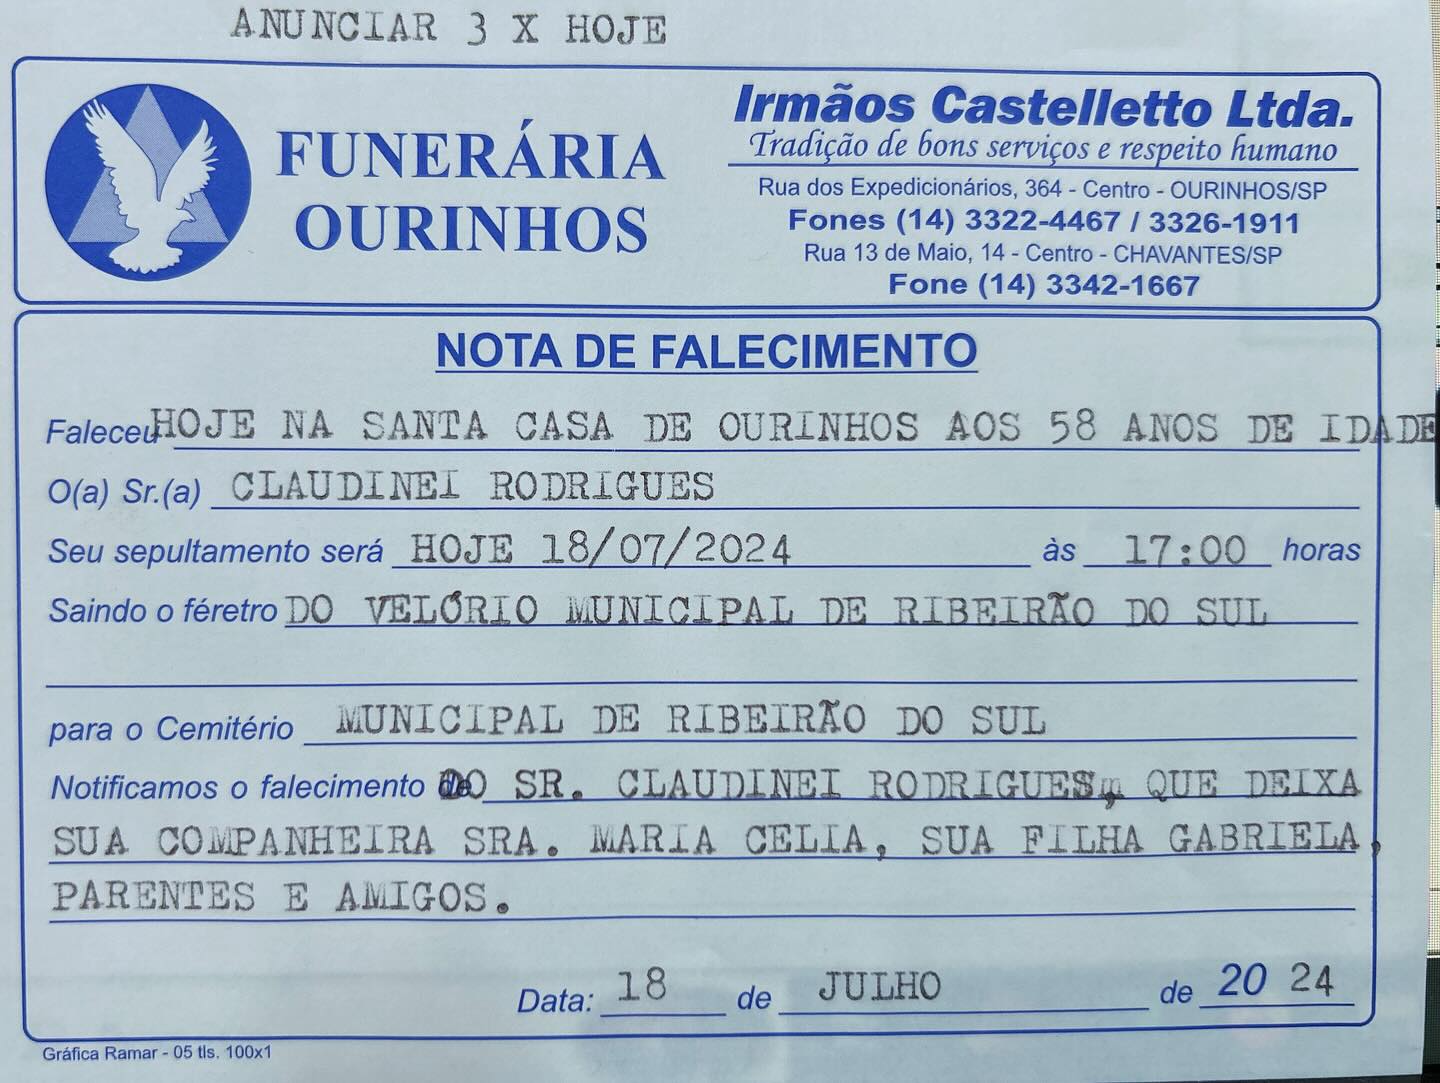 ANUNCIAR 3 X HOJE
FUNERÁRIA
OURINHOS
Irmãos Castelletto Ltda.
Tradição de bons serviços e respeito humano
Rua dos Expedicionários, 364 - Centro - OURINHOS/SP
Fones (14) 3322-4467 / 3326-1911
Rua 13 de Maio, 14 - Centro - CHAVANTES/SP
Fone (14) 3342-1667
NOTA DE FALECIMENTO
Faleceu HOJE NA SANTA CASA DE OURINHOS AOS 58 ANOS DE IDADE
O(a) Sr.(a) CLAUDINEI RODRIGUES
Seu sepultamento será HOJE 18/07/2024 às 17:00 horas
Saindo o féretro DO VELÓRIO MUNICIPAL DE RIBEIRÃO DO SUL
para o Cemitério MUNICIPAL DE RIBEIRÃO DO SUL
Notificamos o falecimento DO SR. CLAUDINEI RODRIGUES, QUE DEIXA
SUA COMPANHEIRA SRA. MARIA CELIA, SUA FILHA GABRIELA,
PARENTES E AMIGOS.
Data: 18 de JULHO de 20 24
Gráfica Ramar - 05 tls. 100x1